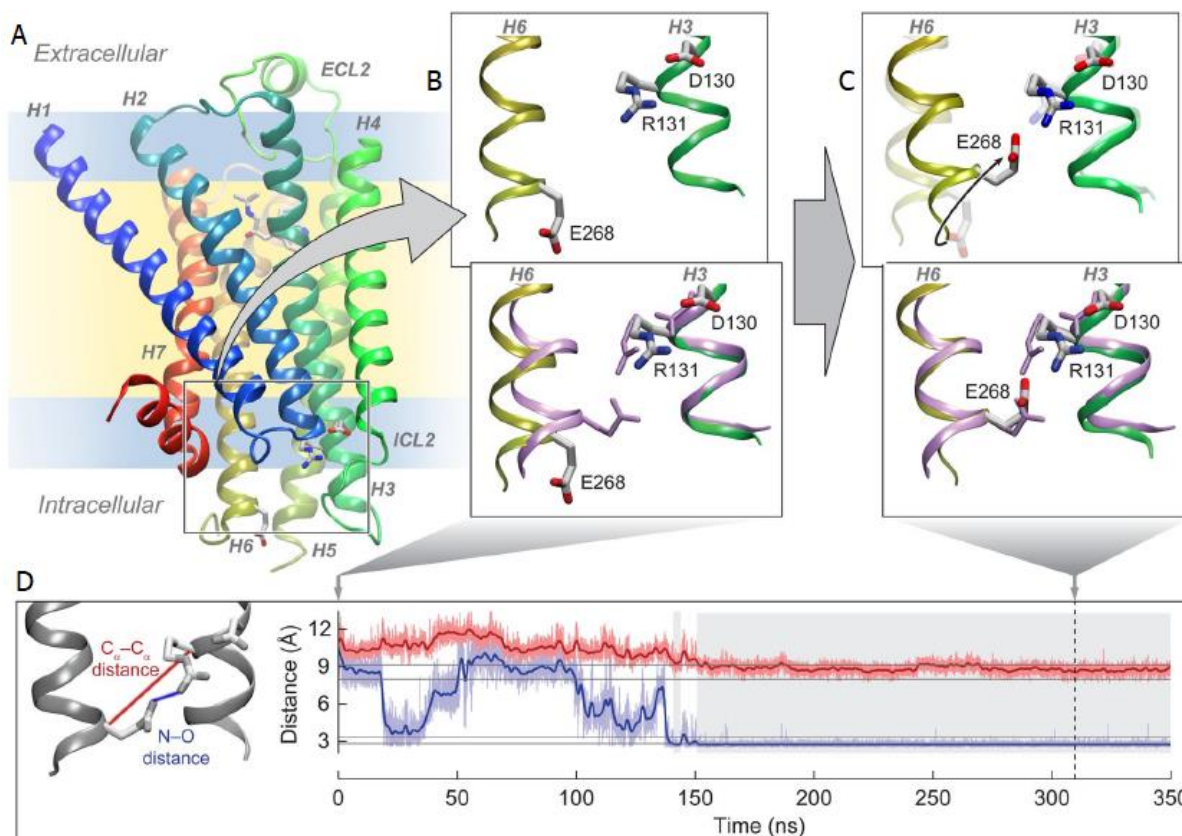 A
Extracellular
ECL2
H1
H2
H4
H7
ICL2
H3
Intracellular
H6
H5
B
H6
H3
D130
R131
E268
H6
H3
D130
R131
E268
C
H6
H3
D130
R131
E268
H6
H3
D130
R131
E268
D
Cα–Cα
distance
N–O
distance
Distance (Å)
12
9
6
3
0
50
100
150
200
250
300
350
Time (ns)